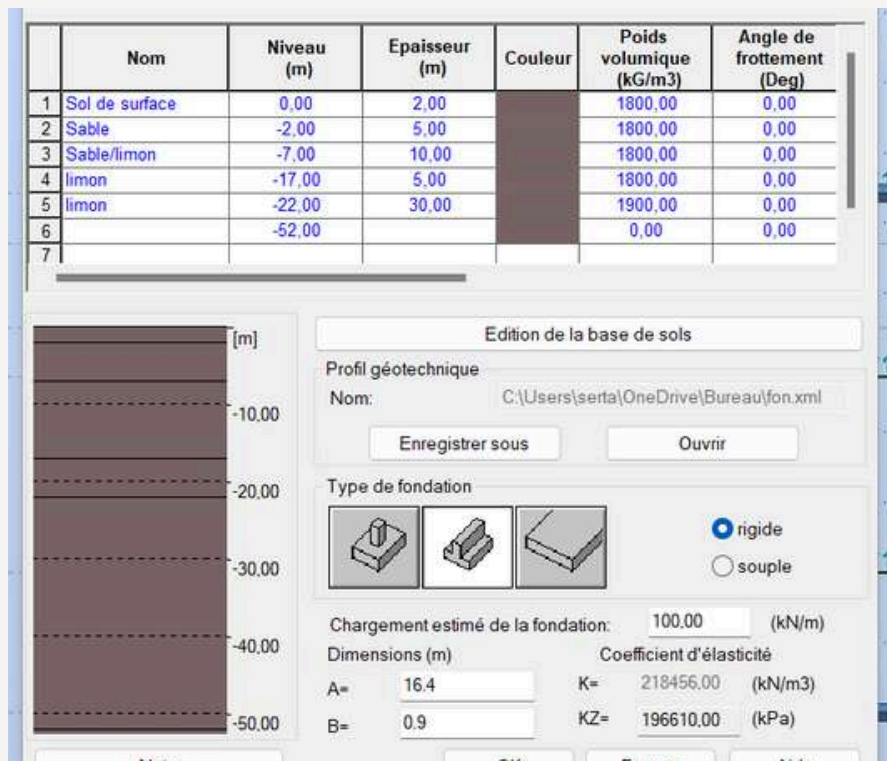 Nom Niveau (m) Epaisseur (m) Couleur Poids volumique (kG/m3) Angle de frottement (Deg)
1 Sol de surface 0,00 2,00 1800,00 0,00
2 Sable -2,00 5,00 1800,00 0,00
3 Sable/limon -7,00 10,00 1800,00 0,00
4 limon -17,00 5,00 1800,00 0,00
5 limon -22,00 30,00 1900,00 0,00
6 -52,00 0,00 0,00
7
[m]
-10,00
-20,00
-30,00
-40,00
-50,00
Edition de la base de sols
Profil géotechnique
Nom: C:\Users\serta\OneDrive\Bureau\fon.xml
Enregistrer sous Ouvrir
Type de fondation
rigide
souple
Chargement estimé de la fondation: 100,00 (kN/m)
Dimensions (m) Coefficient d'élasticité
A= 16.4 K= 218456,00 (kN/m3)
B= 0.9 KZ= 196610,00 (kPa)